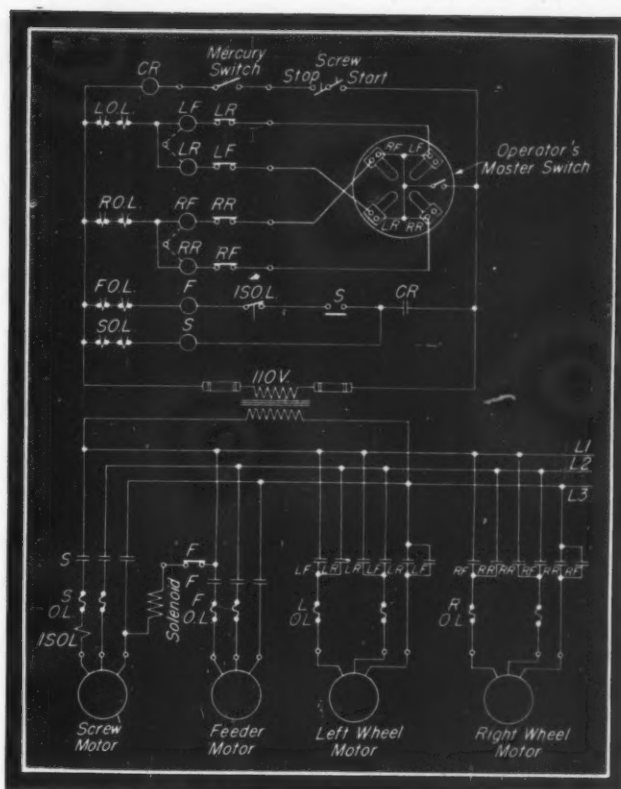 CR
Mercury
Switch
Screw
Stop Start
L.O.L. LF LR
LR LF
RF LF
LR RR
Operator's
Master Switch
R.O.L. RF RR
RR RF
F.O.L. F ISO.L. S CR
S.O.L. S
110V.
L1
L2
L3
S
S
O.L.
ISOL
Solenoid
F
F
F
O.L.
LF LR LR LF LR LF
L
OL
RF RR RR RF RR RF
R
O.L.
Screw
Motor
Feeder
Motor
Left Wheel
Motor
Right Wheel
Motor